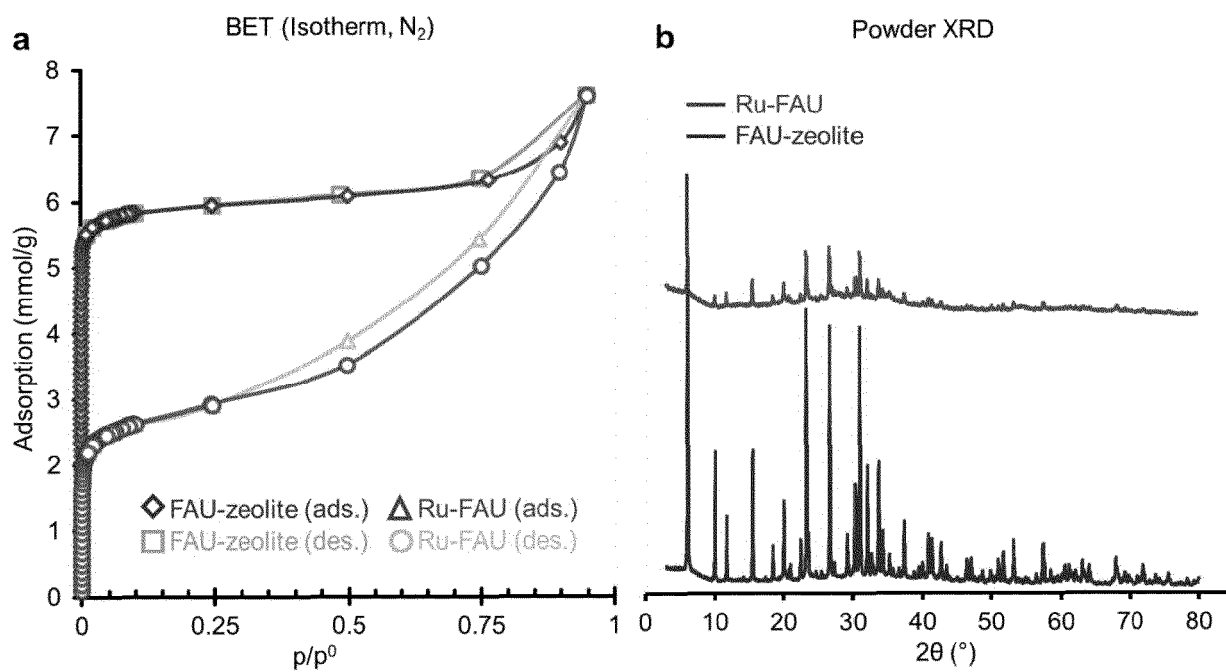 a
BET (Isotherm, N₂)
Adsorption (mmol/g)
8
7
6
5
4
3
2
1
0
FAU-zeolite (ads.)
Ru-FAU (ads.)
FAU-zeolite (des.)
Ru-FAU (des.)
0
0.25
0.5
0.75
1
p/p⁰
b
Powder XRD
Ru-FAU
FAU-zeolite
0
10
20
30
40
50
60
70
80
2θ (°)